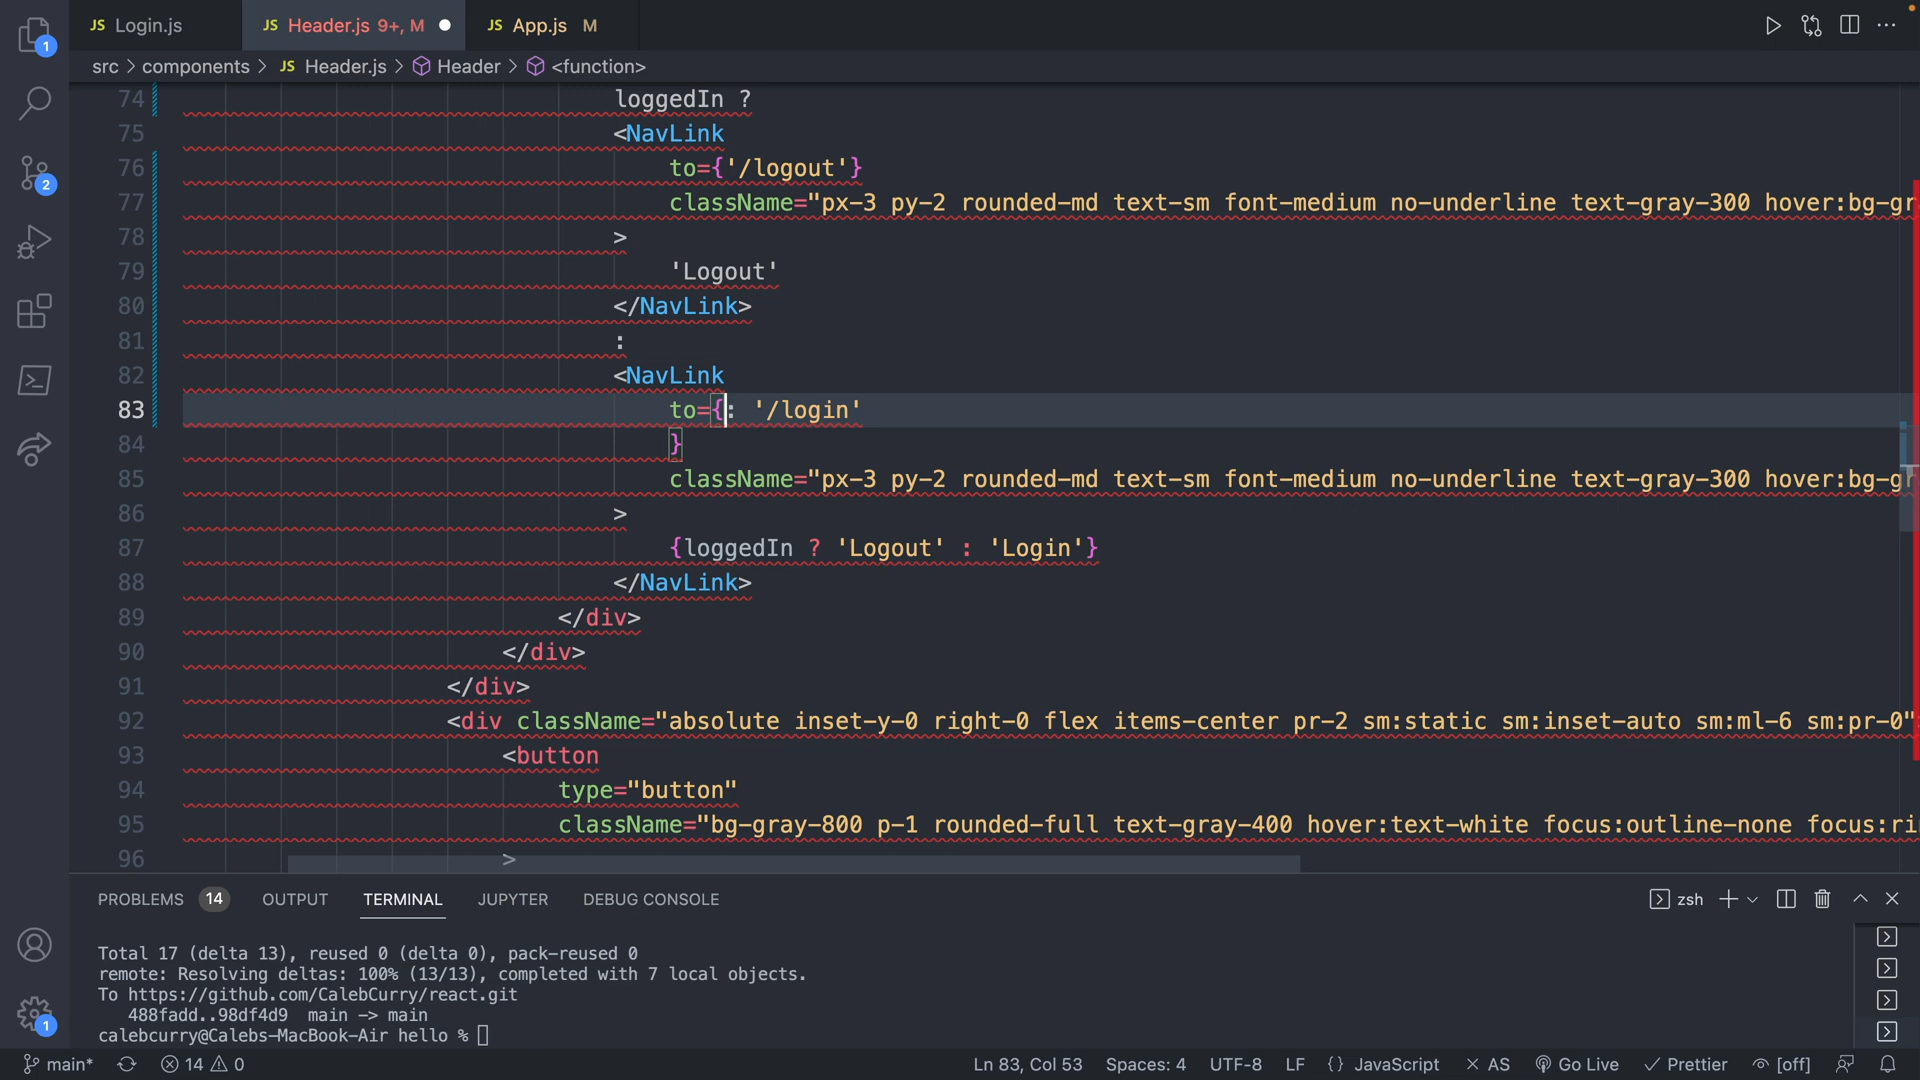 1
JS Login.js
JS Header.js 9+, M
JS App.js M
src > components > JS Header.js > Header > <function>
74 loggedIn ?
75 <NavLink
76 to={'/logout'}
77 className="px-3 py-2 rounded-md text-sm font-medium no-underline text-gray-300 hover:bg-gr
78 >
79 'Logout'
80 </NavLink>
81 :
82 <NavLink
83 to={: '/login'
84 }
85 className="px-3 py-2 rounded-md text-sm font-medium no-underline text-gray-300 hover:bg-gr
86 >
87 {loggedIn ? 'Logout' : 'Login'}
88 </NavLink>
89 </div>
90 </div>
91 </div>
92 <div className="absolute inset-y-0 right-0 flex items-center pr-2 sm:static sm:inset-auto sm:ml-6 sm:pr-0"
93 <button
94 type="button"
95 className="bg-gray-800 p-1 rounded-full text-gray-400 hover:text-white focus:outline-none focus:ri
96 >
2
PROBLEMS 14 OUTPUT TERMINAL JUPYTER DEBUG CONSOLE zsh
Total 17 (delta 13), reused 0 (delta 0), pack-reused 0
remote: Resolving deltas: 100% (13/13), completed with 7 local objects.
To https://github.com/CalebCurry/react.git
488fadd..98df4d9 main -> main
calebcurry@Calebs-MacBook-Air hello %
1
main* 14 0 Ln 83, Col 53 Spaces: 4 UTF-8 LF {} JavaScript × AS Go Live ✓ Prettier [off]